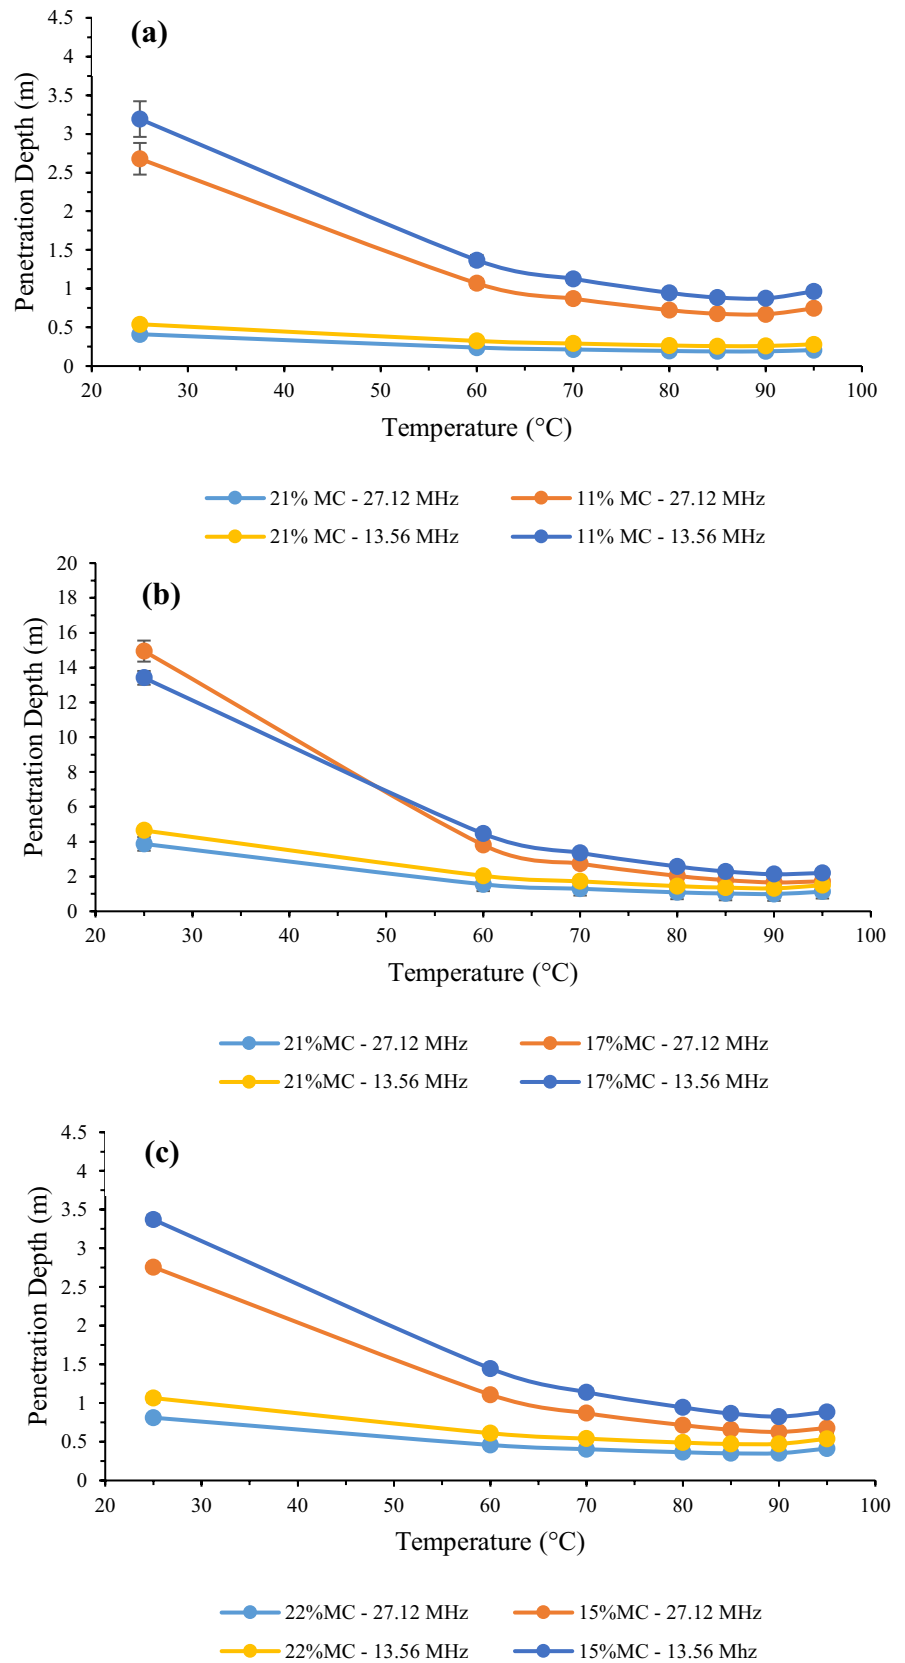 (a)
Penetration Depth (m)
4.5
4
3.5
3
2.5
2
1.5
1
0.5
0
20 30 40 50 60 70 80 90 100
Temperature (°C)
21% MC - 27.12 MHz 11% MC - 27.12 MHz
21% MC - 13.56 MHz 11% MC - 13.56 MHz
(b)
Penetration Depth (m)
20
18
16
14
12
10
8
6
4
2
0
20 30 40 50 60 70 80 90 100
Temperature (°C)
21%MC - 27.12 MHz 17%MC - 27.12 MHz
21%MC - 13.56 MHz 17%MC - 13.56 MHz
(c)
Penetration Depth (m)
4.5
4
3.5
3
2.5
2
1.5
1
0.5
0
20 30 40 50 60 70 80 90 100
Temperature (°C)
22%MC - 27.12 MHz 15%MC - 27.12 MHz
22%MC - 13.56 MHz 15%MC - 13.56 Mhz